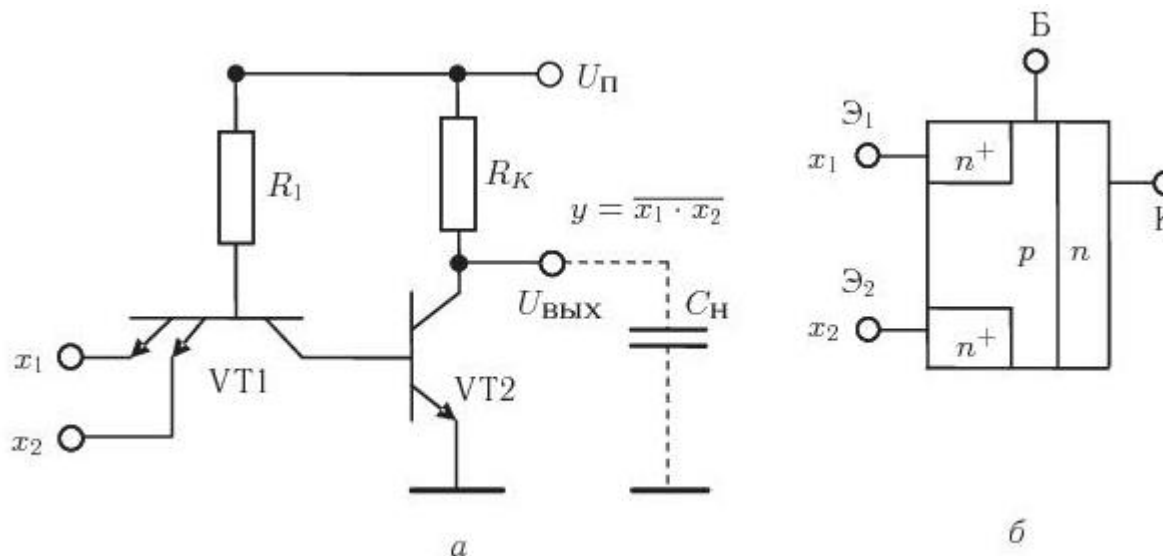 U_П
R_1
R_K
y = \overline{x_1 · x_2}
U_ВЫХ
C_Н
x_1
VT1
VT2
x_2
а
Б
Э_1
x_1
n^+
p
n
Э_2
x_2
n^+
б